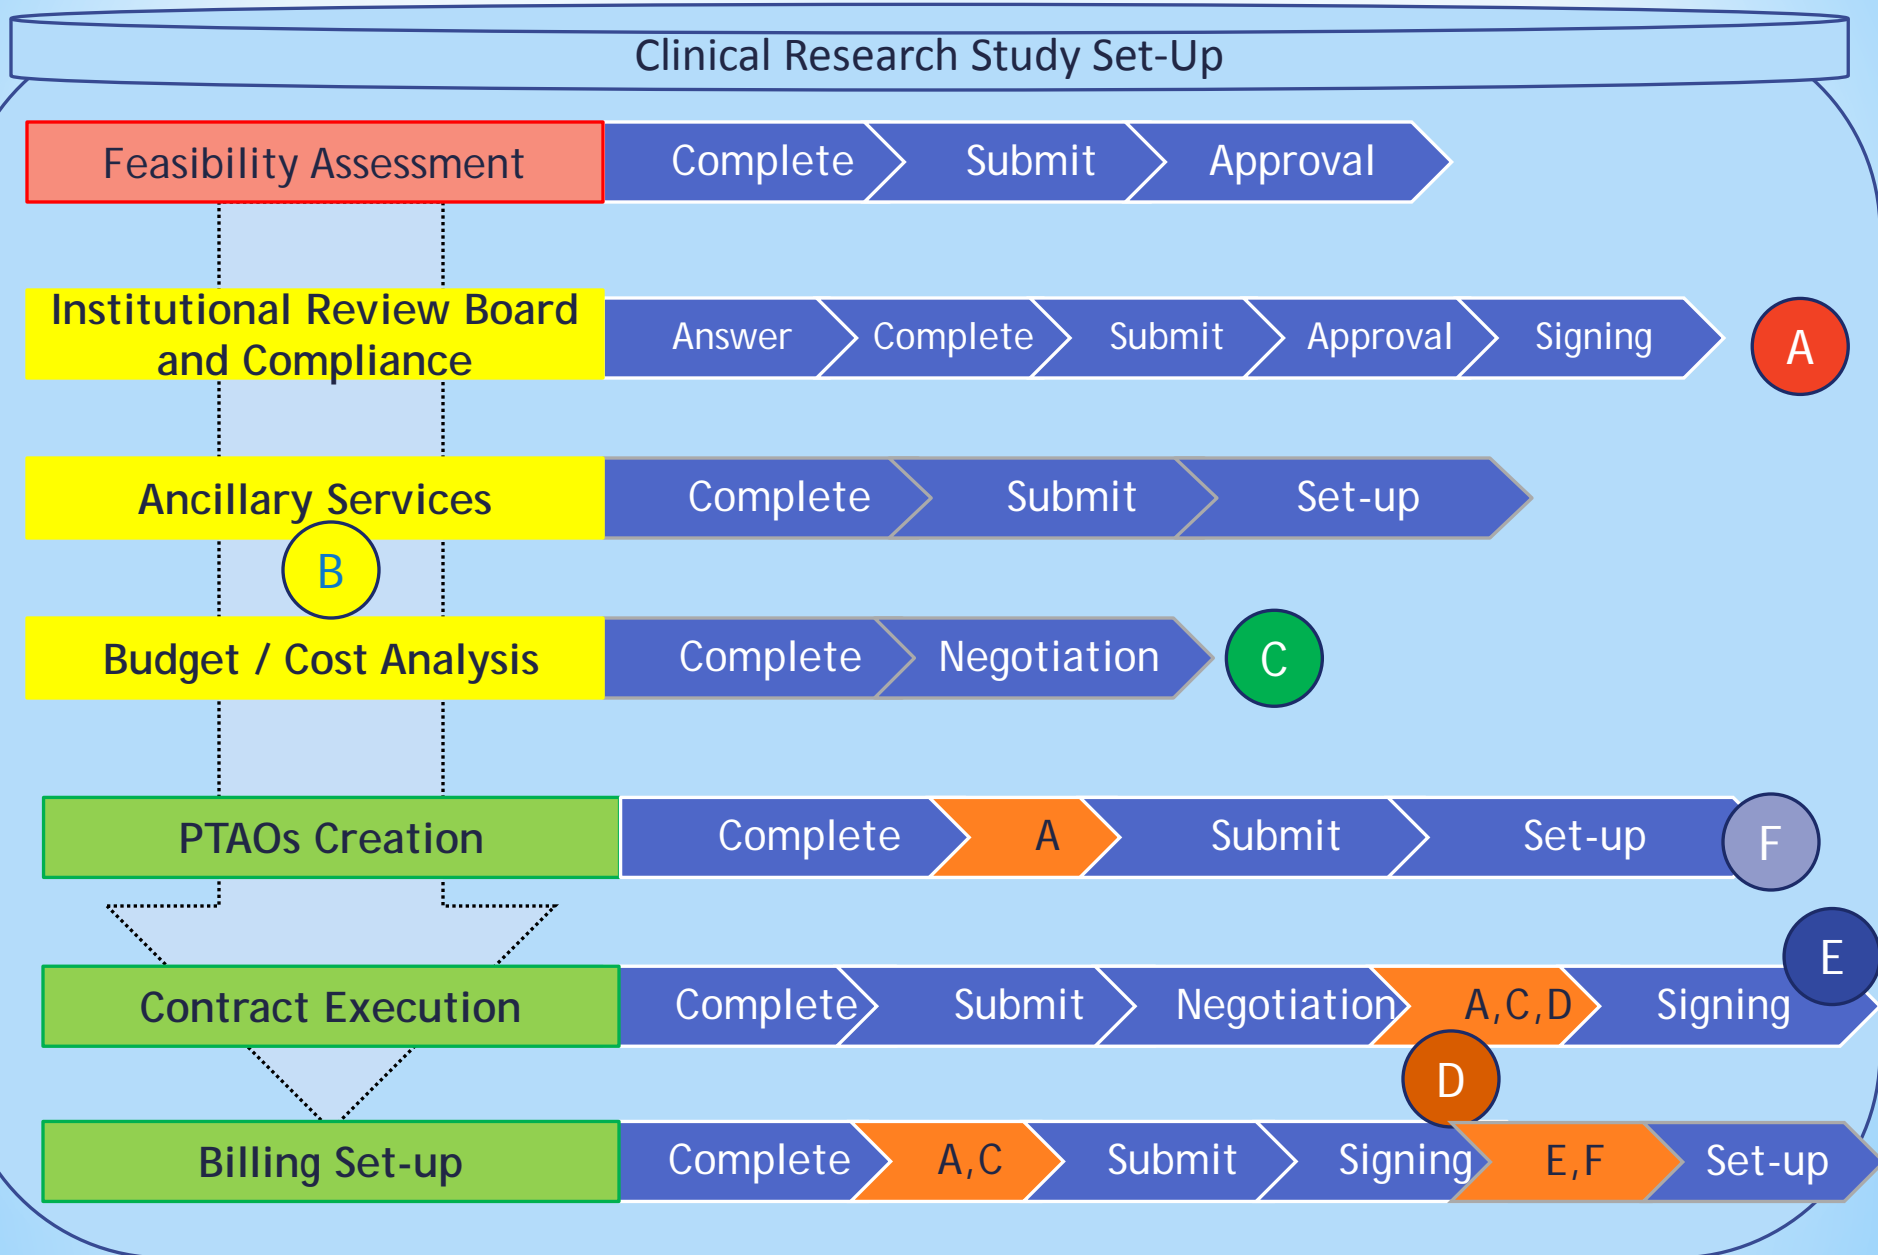 Clinical Research Study Set-Up
Feasibility Assessment
Complete
Submit
Approval
Institutional Review Board
and Compliance
Answer
Complete
Submit
Approval
Signing
A
Ancillary Services
Complete
Submit
Set-up
B
Budget / Cost Analysis
Complete
Negotiation
C
PTAOs Creation
Complete
A
Submit
Set-up
F
E
Contract Execution
Complete
Submit
Negotiation
A,C,D
Signing
D
Billing Set-up
Complete
A,C
Submit
Signing
E,F
Set-up